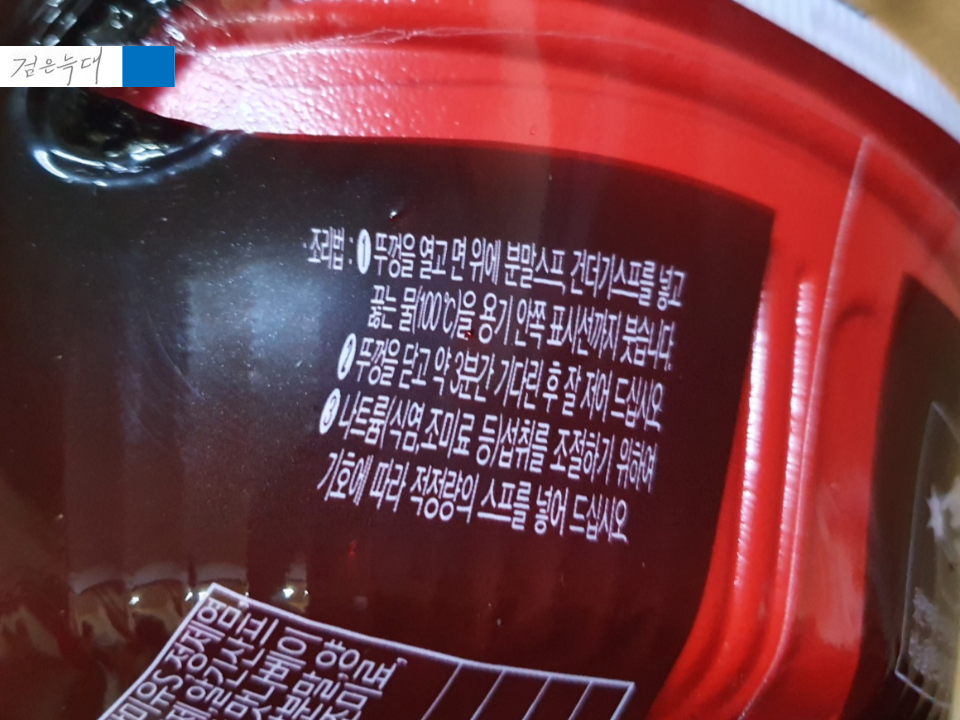 검은늑대
·조리법 : ❶ 뚜껑을 열고 면 위에 분말스프, 건더기스프를 넣고
끓는 물(100℃)을 용기 안쪽 표시선까지 붓습니다.
❷ 뚜껑을 닫고 약 3분간 기다린 후 잘 저어 드십시오
❸ 나트륨(식염,조미료 등)섭취를 조절하기 위하여
기호에 따라 적정량의 스프를 넣어 드십시오